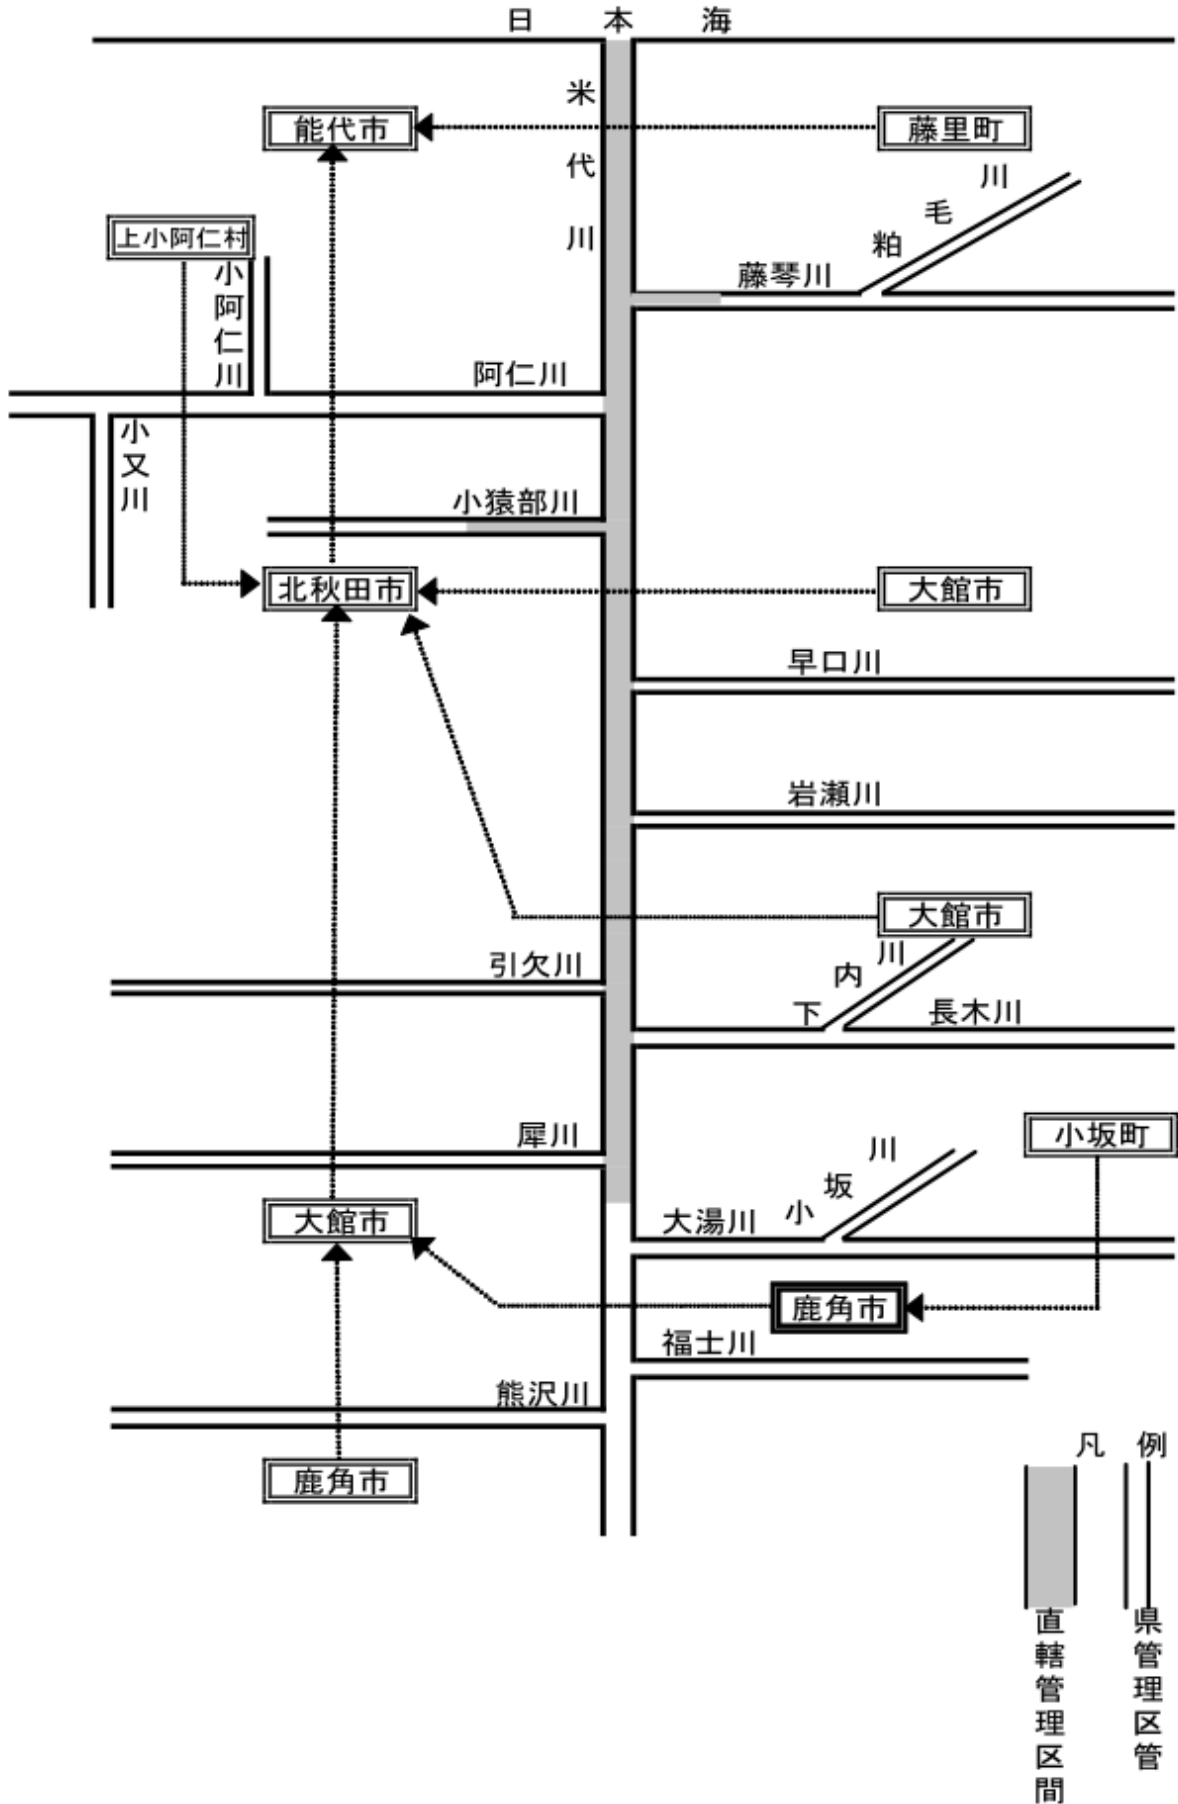 日本海
米代川
能代市
藤里町
粕毛川
上小阿仁村
小阿仁川
藤琴川
阿仁川
小又川
小猿部川
北秋田市
大館市
早口川
岩瀬川
大館市
引欠川
下内川
長木川
犀川
小坂町
小坂川
大館市
大湯川
鹿角市
福士川
熊沢川
鹿角市
凡例
直轄管理区間
県管理区管